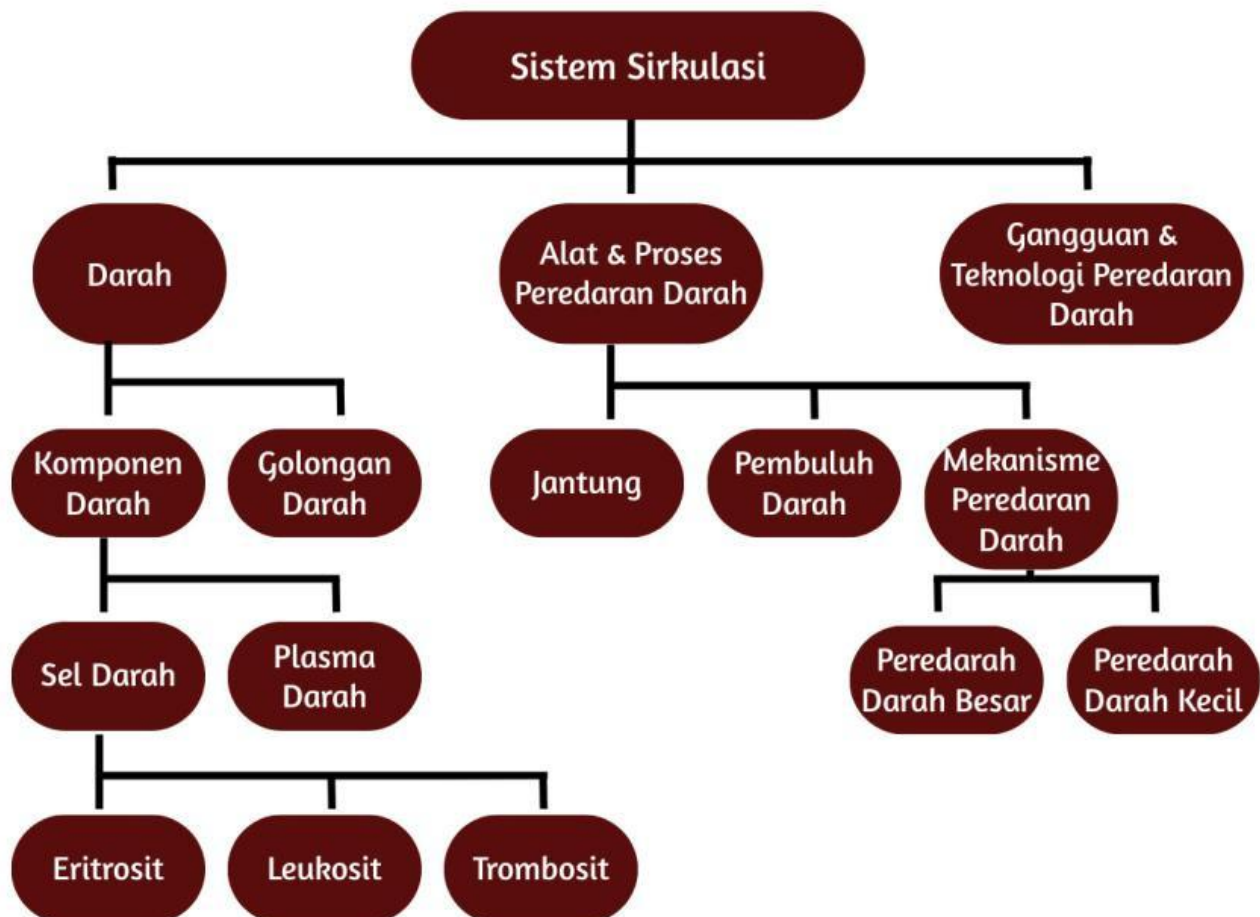 Sistem Sirkulasi
Darah
Alat & Proses
Peredaran Darah
Gangguan &
Teknologi Peredaran
Darah
Komponen
Darah
Golongan
Darah
Jantung
Pembuluh
Darah
Mekanisme
Peredaran
Darah
Sel Darah
Plasma
Darah
Peredarah
Darah Besar
Peredarah
Darah Kecil
Eritrosit
Leukosit
Trombosit